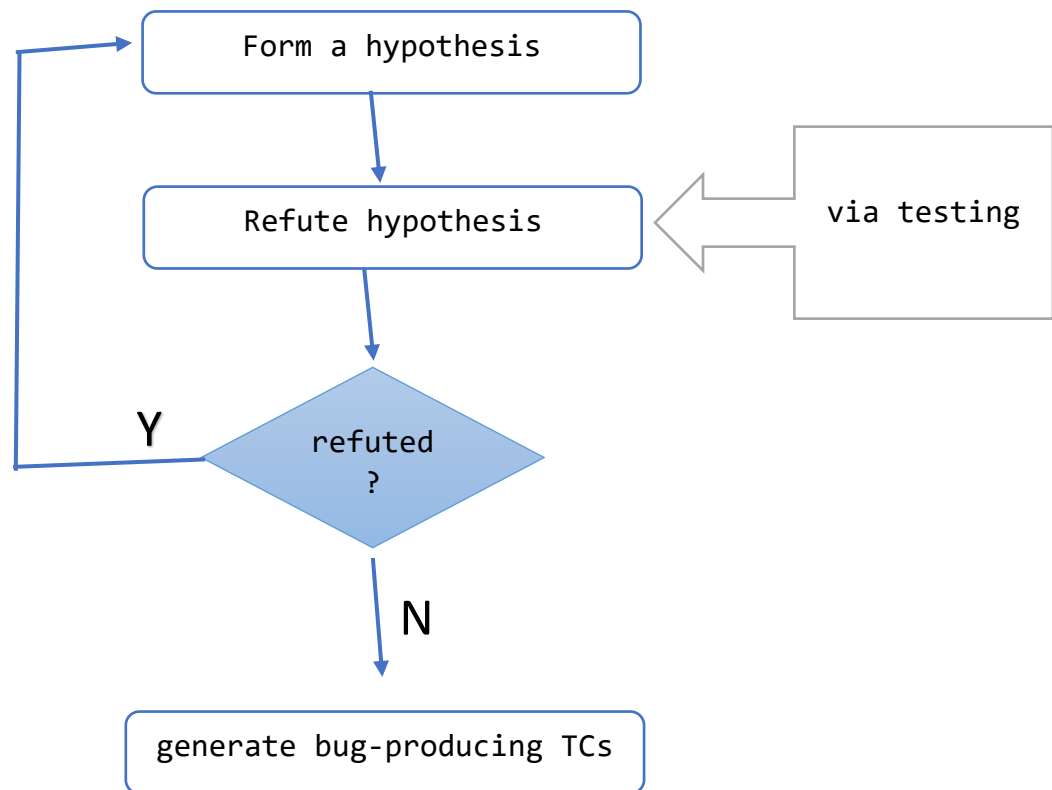 Form a hypothesis
Refute hypothesis
via testing
refuted
?
Y
N
generate bug-producing TCs